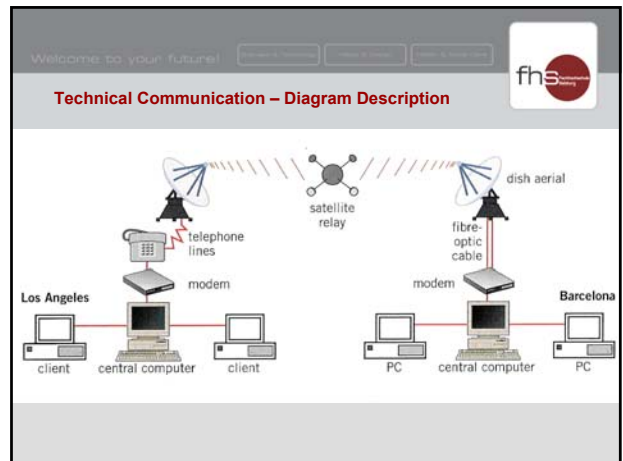 Welcome to your future!
fhs
Technical Communication – Diagram Description
dish aerial
satellite
relay
telephone
lines
fibre-
optic
cable
modem
modem
Los Angeles
Barcelona
client
central computer
client
PC
central computer
PC